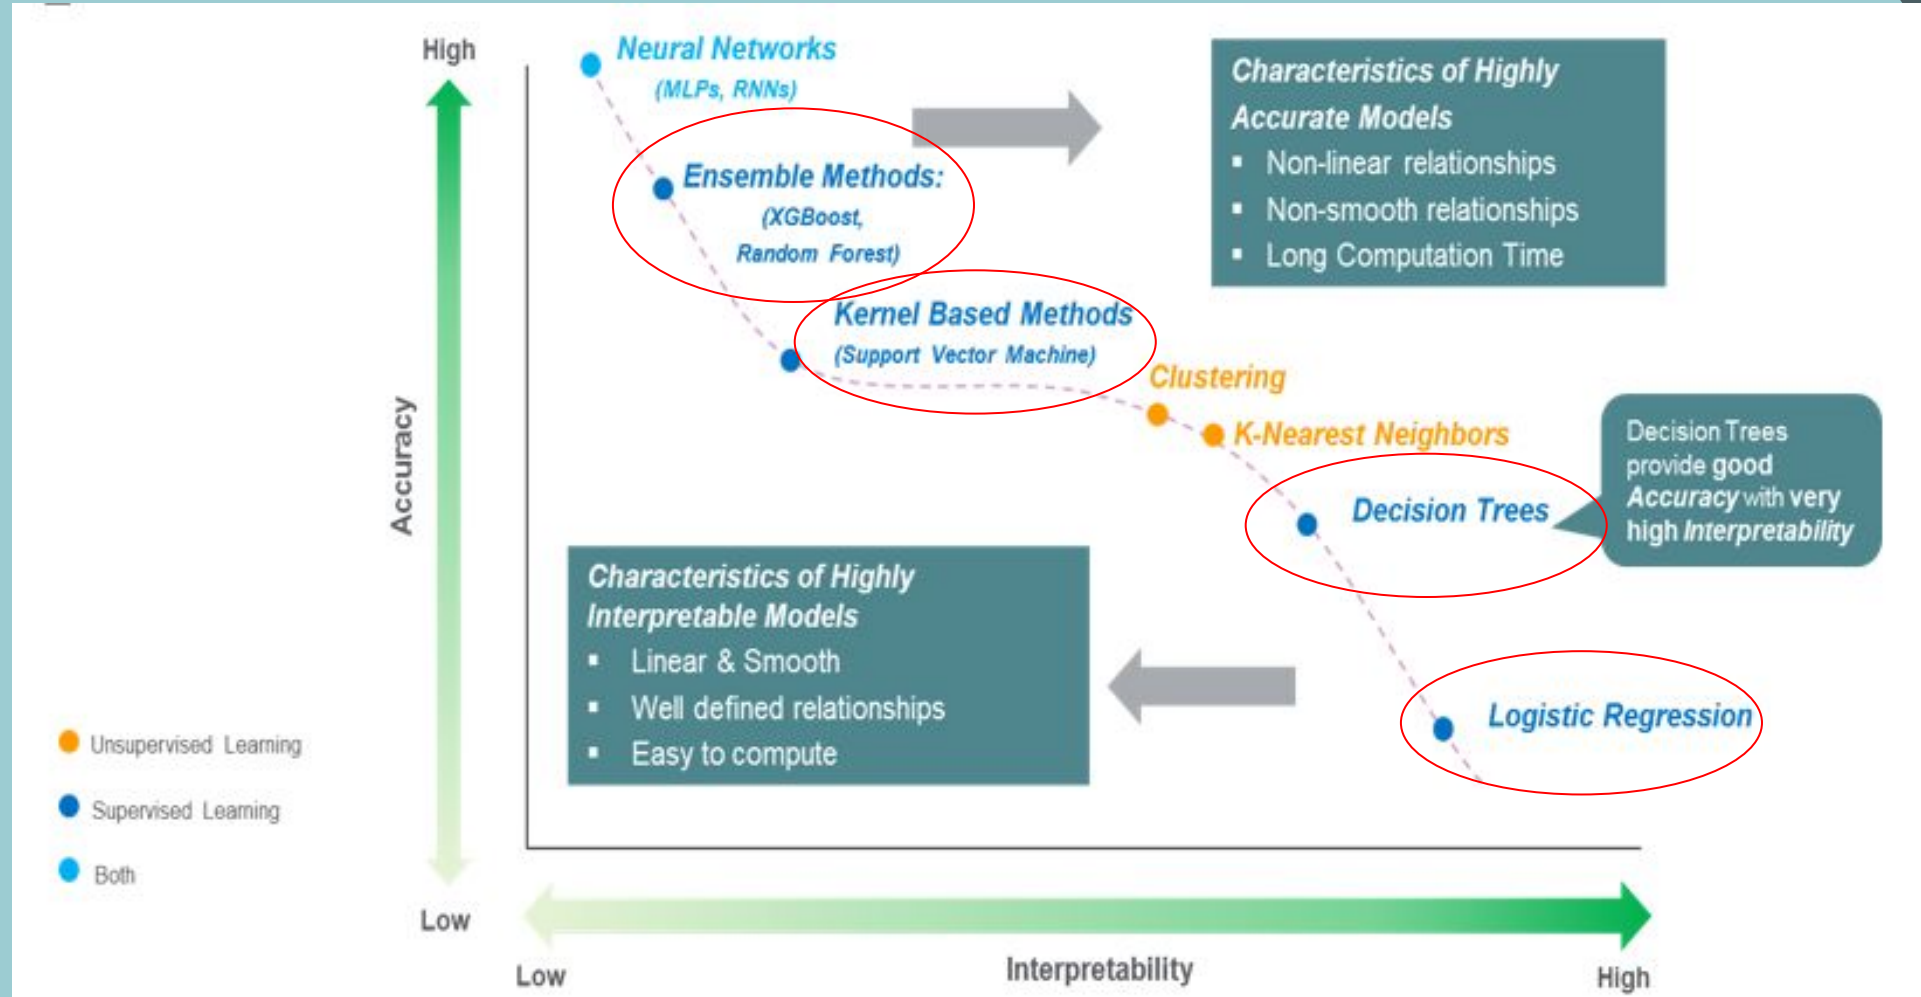 High
Neural Networks
(MLPs, RNNs)
Ensemble Methods:
(XGBoost,
Random Forest)
Kernel Based Methods
(Support Vector Machine)
Clustering
K-Nearest Neighbors
Decision Trees
Logistic Regression
Characteristics of Highly
Accurate Models
▪ Non-linear relationships
▪ Non-smooth relationships
▪ Long Computation Time
Decision Trees
provide good
Accuracy with very
high Interpretability
Accuracy
Characteristics of Highly
Interpretable Models
▪ Linear & Smooth
▪ Well defined relationships
▪ Easy to compute
Unsupervised Learning
Supervised Learning
Both
Low
Low
Interpretability
High